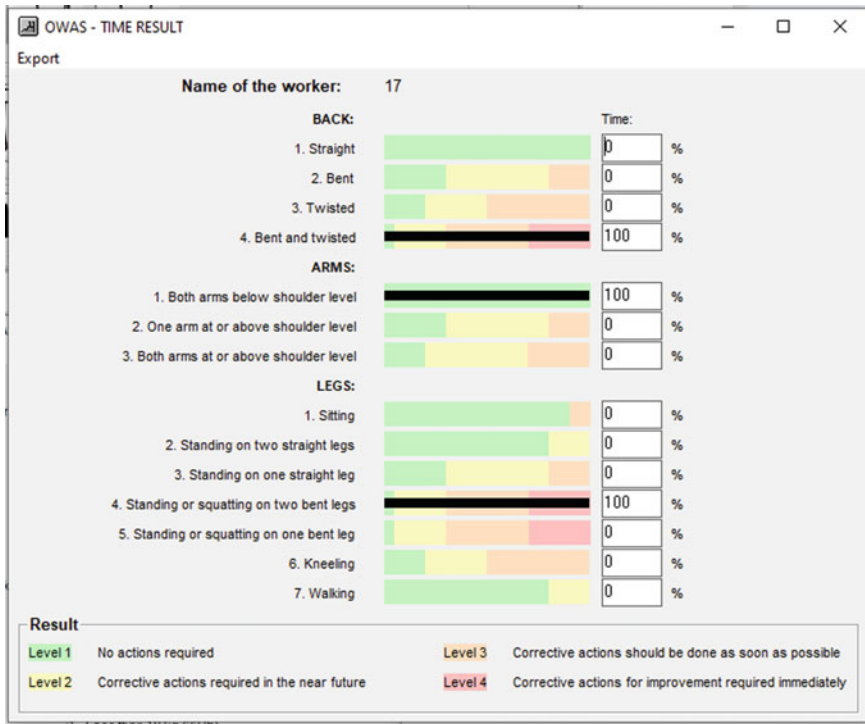 OWAS - TIME RESULT
Export
Name of the worker: 17
BACK: Time:
1. Straight 0 %
2. Bent 0 %
3. Twisted 0 %
4. Bent and twisted 100 %
ARMS:
1. Both arms below shoulder level 100 %
2. One arm at or above shoulder level 0 %
3. Both arms at or above shoulder level 0 %
LEGS:
1. Sitting 0 %
2. Standing on two straight legs 0 %
3. Standing on one straight leg 0 %
4. Standing or squatting on two bent legs 100 %
5. Standing or squatting on one bent leg 0 %
6. Kneeling 0 %
7. Walking 0 %
Result
Level 1 No actions required Level 3 Corrective actions should be done as soon as possible
Level 2 Corrective actions required in the near future Level 4 Corrective actions for improvement required immediately